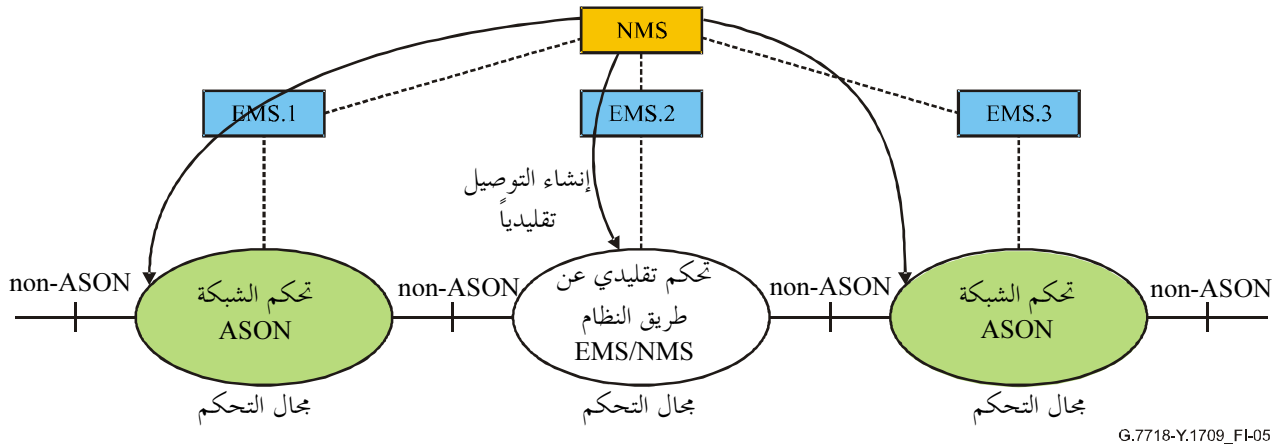 NMS
EMS.1
EMS.2
EMS.3
إنشاء التوصيل
تقليدياً
non-ASON
تحكم الشبكة
ASON
non-ASON
تحكم تقليدي عن
طريق النظام
EMS/NMS
non-ASON
تحكم الشبكة
ASON
non-ASON
مجال التحكم
مجال التحكم
مجال التحكم
G.7718-Y.1709_FI-05